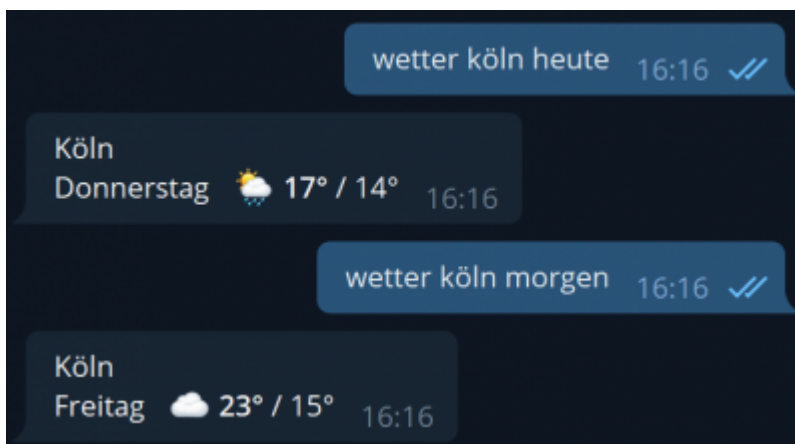 wetter köln heute 16:16
Köln
Donnerstag 🌦️ 17° / 14° 16:16
wetter köln morgen 16:16
Köln
Freitag ☁️ 23° / 15° 16:16